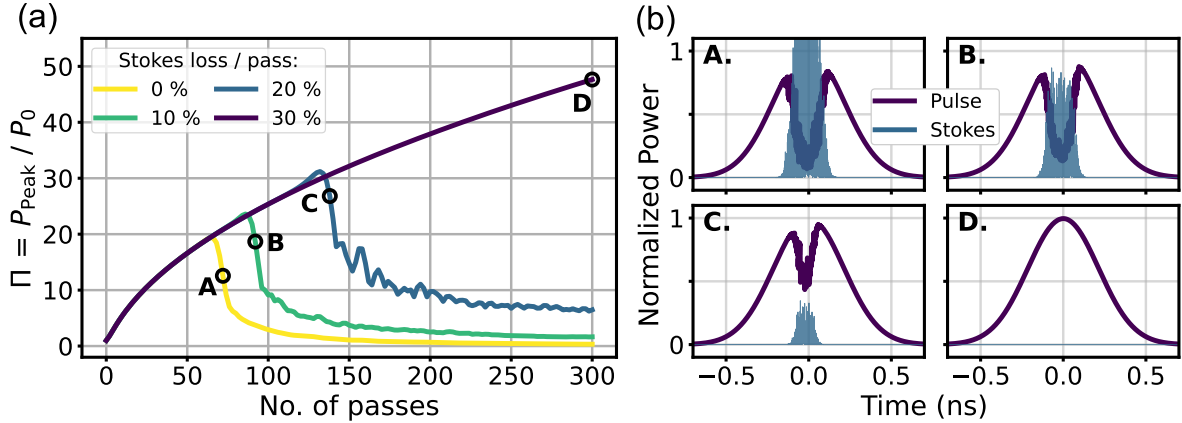 (a)
Π = P_Peak / P_0
50
40
30
20
10
0
Stokes loss / pass:
0 %
20 %
10 %
30 %
A
B
C
D
0
50
100
150
200
250
300
No. of passes
(b)
Normalized Power
A.
B.
Pulse
Stokes
C.
D.
1
0
1
0
−0.5
0.0
0.5
−0.5
0.0
0.5
Time (ns)